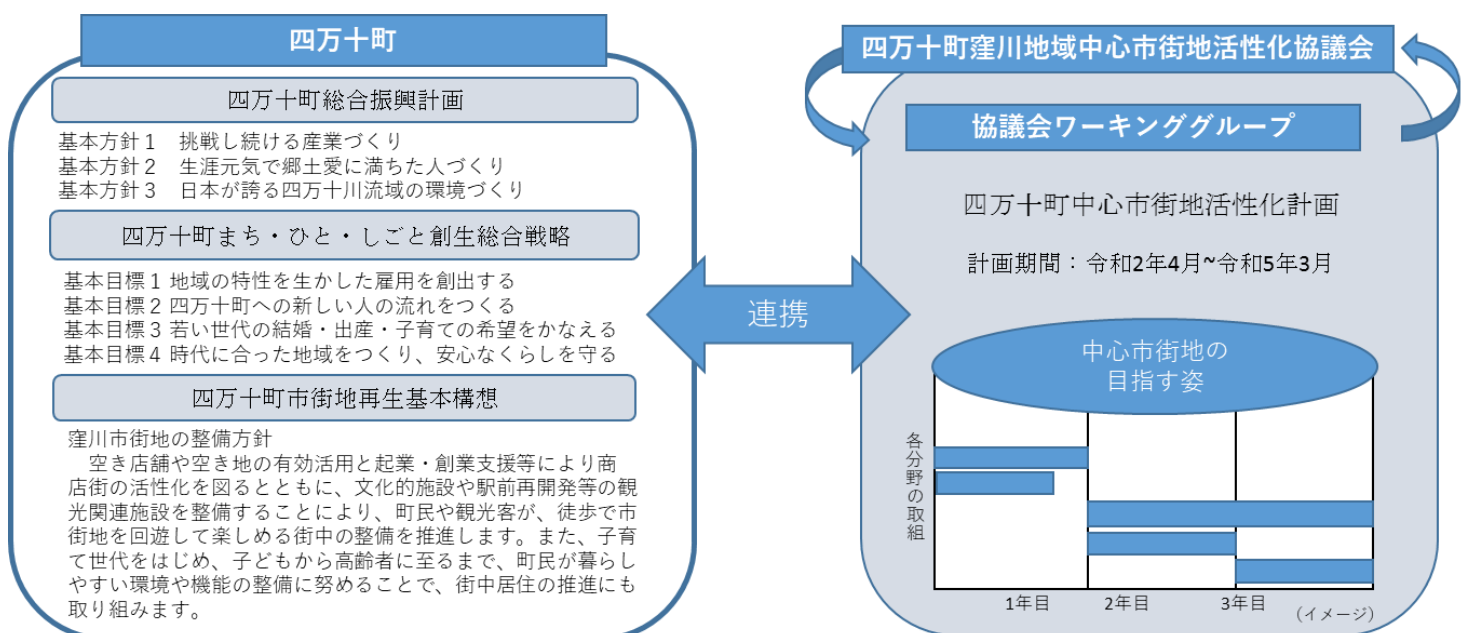 四万十町
四万十町総合振興計画
基本方針１　挑戦し続ける産業づくり
基本方針２　生涯元気で郷土愛に満ちた人づくり
基本方針３　日本が誇る四万十川流域の環境づくり
四万十町まち・ひと・しごと創生総合戦略
基本目標１ 地域の特性を生かした雇用を創出する
基本目標２ 四万十町への新しい人の流れをつくる
基本目標３ 若い世代の結婚・出産・子育ての希望をかなえる
基本目標４ 時代に合った地域をつくり、安心なくらしを守る
四万十町市街地再生基本構想
窪川市街地の整備方針
　空き店舗や空き地の有効活用と起業・創業支援等により商
店街の活性化を図るとともに、文化的施設や駅前再開発等の観
光関連施設を整備することにより、町民や観光客が、徒歩で市
街地を回遊して楽しめる街中の整備を推進します。また、子育
て世代をはじめ、子どもから高齢者に至るまで、町民が暮らし
やすい環境や機能の整備に努めることで、街中居住の推進にも
取り組みます。
連携
四万十町窪川地域中心市街地活性化協議会
協議会ワーキンググループ
四万十町中心市街地活性化計画
計画期間：令和2年4月~令和5年3月
中心市街地の
目指す姿
各分野の取組
1年目
2年目
3年目
（イメージ）